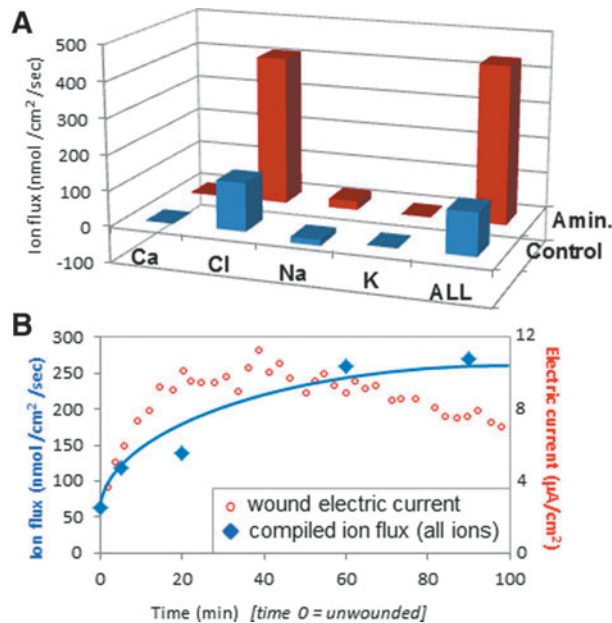 A
Ion flux (nmol /cm² /sec)
500
400
300
200
100
0
-100
Ca
Cl
Na
K
ALL
Amin.
Control
B
Ion flux (nmol /cm² /sec)
300
250
200
150
100
50
0
12
8
4
0
Electric current (µA/cm²)
wound electric current
compiled ion flux (all ions)
0
20
40
60
80
100
Time (min) [time 0 = unwounded]